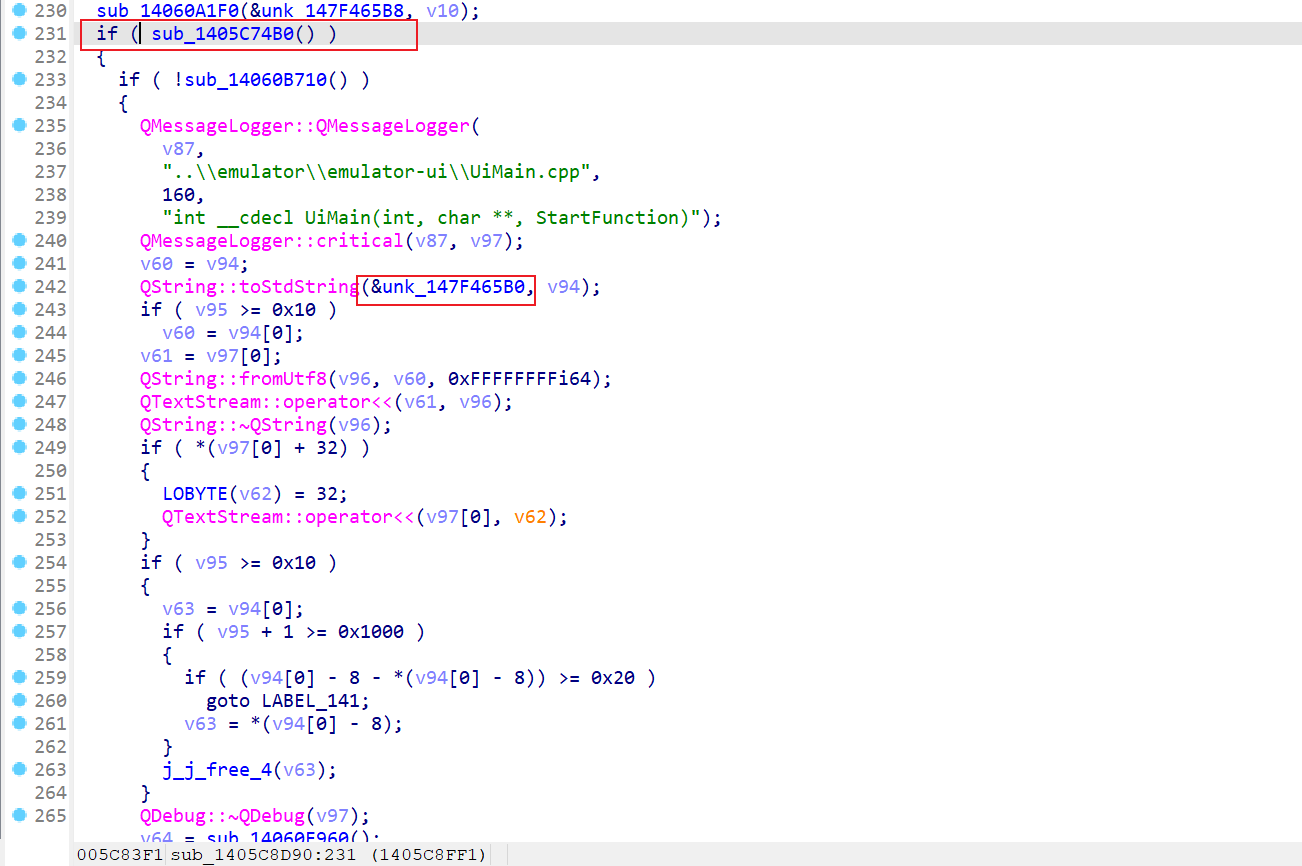 230 sub_14060A1F0(&unk_147F465B8, v10);
231 if ( sub_1405C74B0() )
232 {
233 if ( !sub_14060B710() )
234 {
235 QMessageLogger::QMessageLogger(
236 v87,
237 "..\\emulator\\emulator-ui\\UiMain.cpp",
238 160,
239 "int __cdecl UiMain(int, char **, StartFunction)");
240 QMessageLogger::critical(v87, v97);
241 v60 = v94;
242 QString::toStdString(&unk_147F465B0, v94);
243 if ( v95 >= 0x10 )
244 v60 = v94[0];
245 v61 = v97[0];
246 QString::fromUtf8(v96, v60, 0xFFFFFFFFi64);
247 QTextStream::operator<<(v61, v96);
248 QString::~QString(v96);
249 if ( *(v97[0] + 32) )
250 {
251 LOBYTE(v62) = 32;
252 QTextStream::operator<<(v97[0], v62);
253 }
254 if ( v95 >= 0x10 )
255 {
256 v63 = v94[0];
257 if ( v95 + 1 >= 0x1000 )
258 {
259 if ( (v94[0] - 8 - *(v94[0] - 8)) >= 0x20 )
260 goto LABEL_141;
261 v63 = *(v94[0] - 8);
262 }
263 j_j_free_4(v63);
264 }
265 QDebug::~QDebug(v97);
v64 = sub_14060E960();
005C83F1 sub_1405C8D90:231 (1405C8FF1)